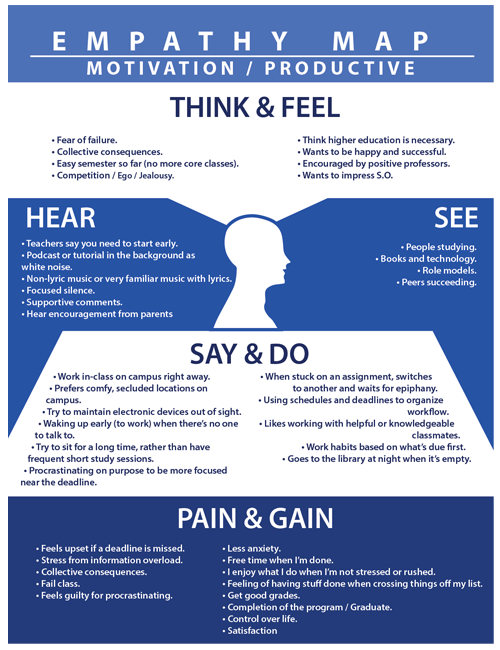 EMPATHY MAP
MOTIVATION / PRODUCTIVE
THINK & FEEL
• Fear of failure.
• Collective consequences.
• Easy semester so far (no more core classes).
• Competition / Ego / Jealousy.
• Think higher education is necessary.
• Wants to be happy and successful.
• Encouraged by positive professors.
• Wants to impress S.O.
HEAR
• Teachers say you need to start early.
• Podcast or tutorial in the background as
white noise.
• Non-lyric music or very familiar music with lyrics.
• Focused silence.
• Supportive comments.
• Hear encouragement from parents
SEE
• People studying.
• Books and technology.
• Role models.
• Peers succeeding.
SAY & DO
• Work in-class on campus right away.
• Prefers comfy, secluded locations on
campus.
• Try to maintain electronic devices out of sight.
• Waking up early (to work) when there's no one
to talk to.
• Try to sit for a long time, rather than have
frequent short study sessions.
• Procrastinating on purpose to be more focused
near the deadline.
• When stuck on an assignment, switches
to another and waits for epiphany.
• Using schedules and deadlines to organize
workflow.
• Likes working with helpful or knowledgeable
classmates.
• Work habits based on what's due first.
• Goes to the library at night when it's empty.
PAIN & GAIN
• Feels upset if a deadline is missed.
• Stress from information overload.
• Collective consequences.
• Fail class.
• Feels guilty for procrastinating.
• Less anxiety.
• Free time when I'm done.
• I enjoy what I do when I'm not stressed or rushed.
• Feeling of having stuff done when crossing things off my list.
• Get good grades.
• Completion of the program / Graduate.
• Control over life.
• Satisfaction